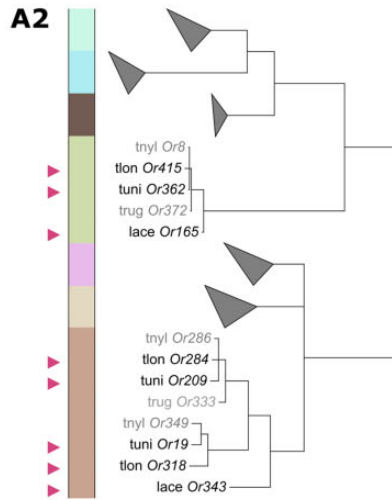 A2
tnyl Or8
tlon Or415
tuni Or362
trug Or372
lace Or165
tnyl Or286
tlon Or284
tuni Or209
trug Or333
tnyl Or349
tuni Or19
tlon Or318
lace Or343